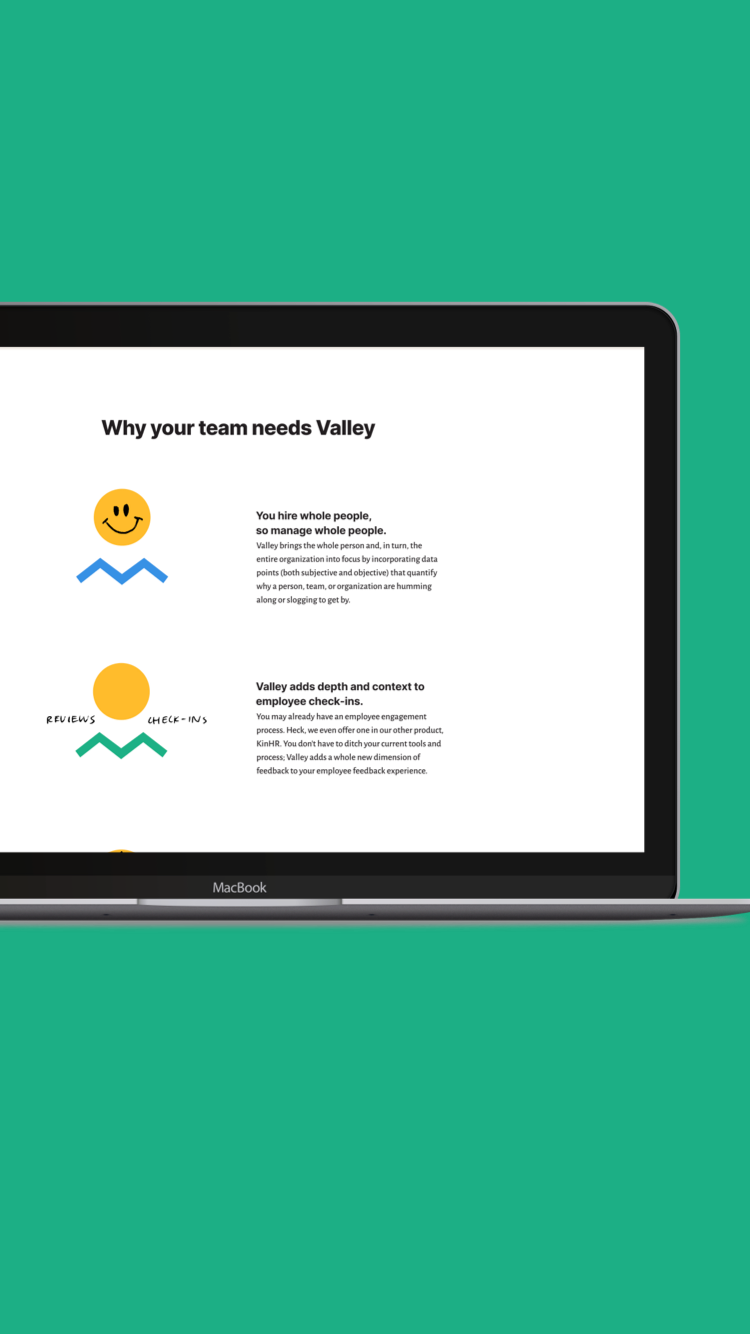 Why your team needs Valley
You hire whole people,
so manage whole people.
Valley brings the whole person and, in turn, the
entire organization into focus by incorporating data
points (both subjective and objective) that quantify
why a person, team, or organization are humming
along or slogging to get by.
REVIEWS CHECK-INS
Valley adds depth and context to
employee check-ins.
You may already have an employee engagement
process. Heck, we even offer one in our other product,
KinHR. You don't have to ditch your current tools and
process; Valley adds a whole new dimension of
feedback to your employee feedback experience.
MacBook